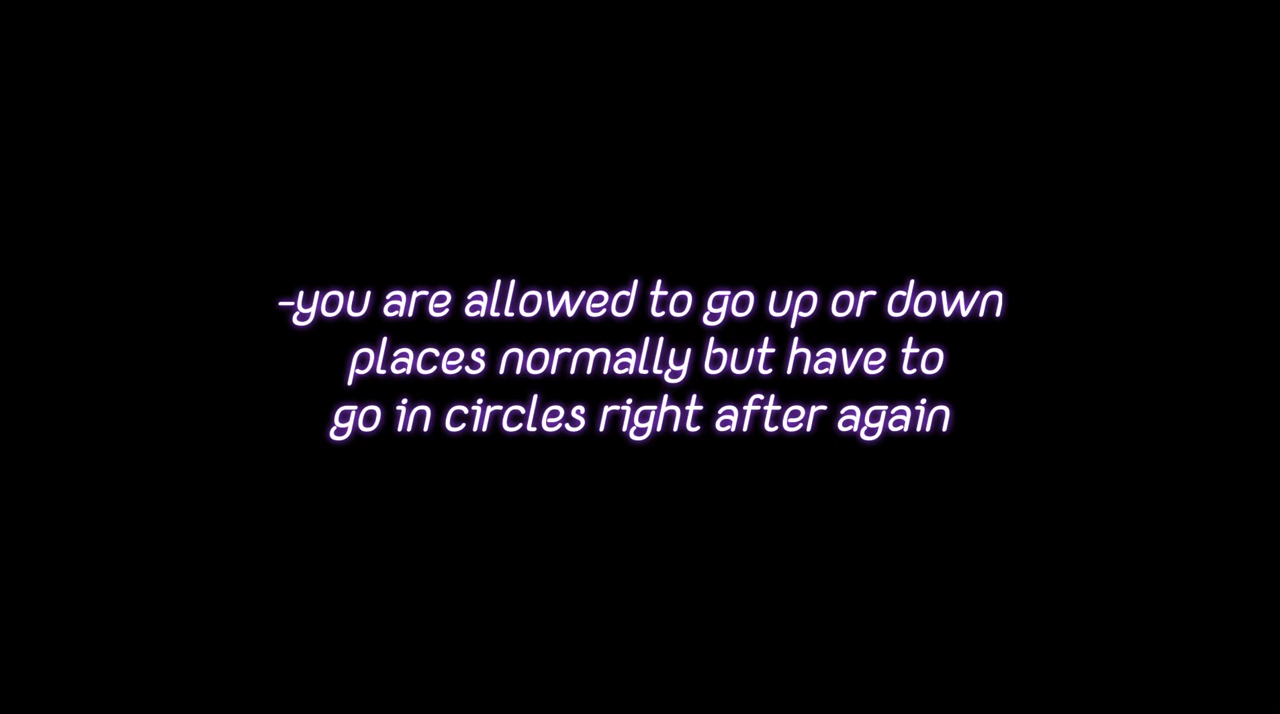 -you are allowed to go up or down
places normally but have to
go in circles right after again